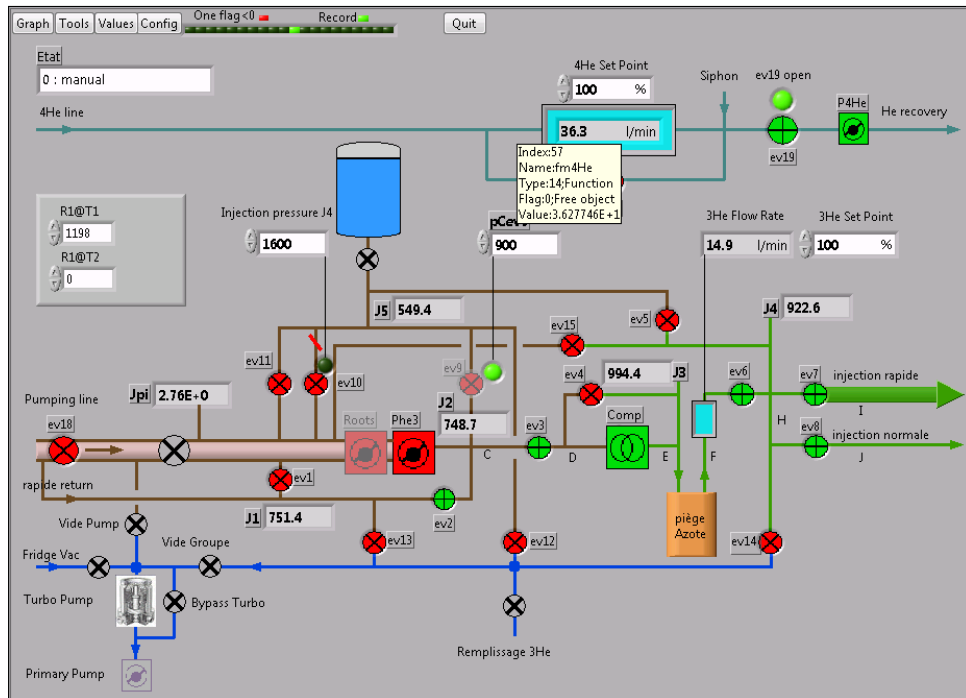 Graph Tools Values Config One flag<0 Record Quit
Etat
0 : manual
4He Set Point
100 %
Siphon
ev19 open
P4He
4He line
36.3 l/min
He recovery
ev19
Index:57
Name:fm4He
Type:14;Function
Flag:0;Free object
Value:3.627746E+1
R1@T1
1198
R1@T2
0
Injection pressure J4
1600
900
3He Flow Rate
14.9 l/min
3He Set Point
100 %
J5 549.4
J4 922.6
ev5
ev15
ev11
ev10
ev9
ev4
994.4 J3
ev6
ev7
injection rapide
I
Pumping line
Jpi 2.76E+0
J2
748.7
Roots
Phe3
ev3
Comp
H
ev18
ev8
injection normale
C
D
E
F
J
rapide return
ev1
ev2
J1 751.4
piège
Azote
Vide Pump
ev13
ev12
ev14
Fridge Vac
Vide Groupe
Turbo Pump
Bypass Turbo
Remplissage 3He
Primary Pump